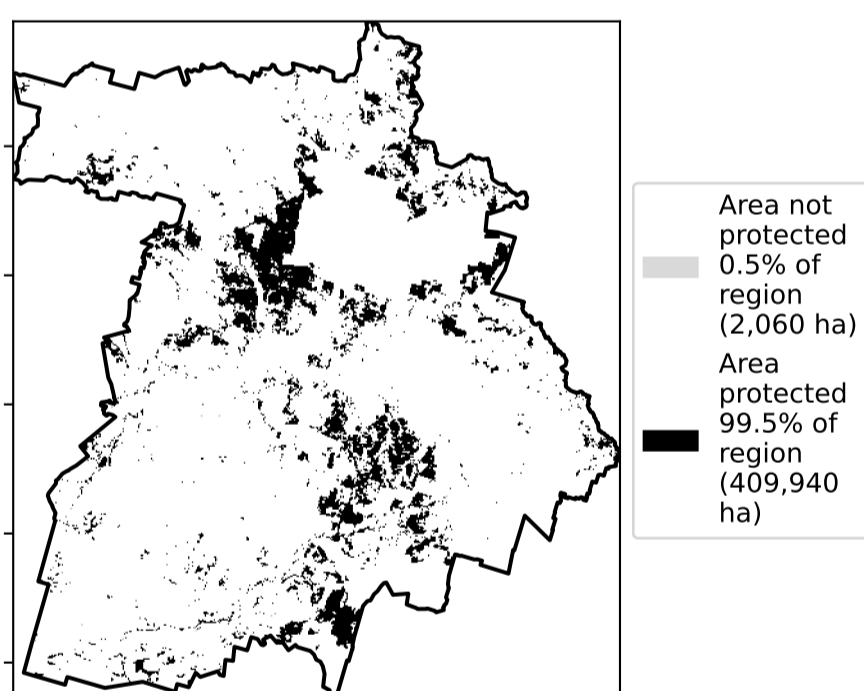 Area not
protected
0.5% of
region
(2,060 ha)
Area
protected
99.5% of
region
(409,940
ha)